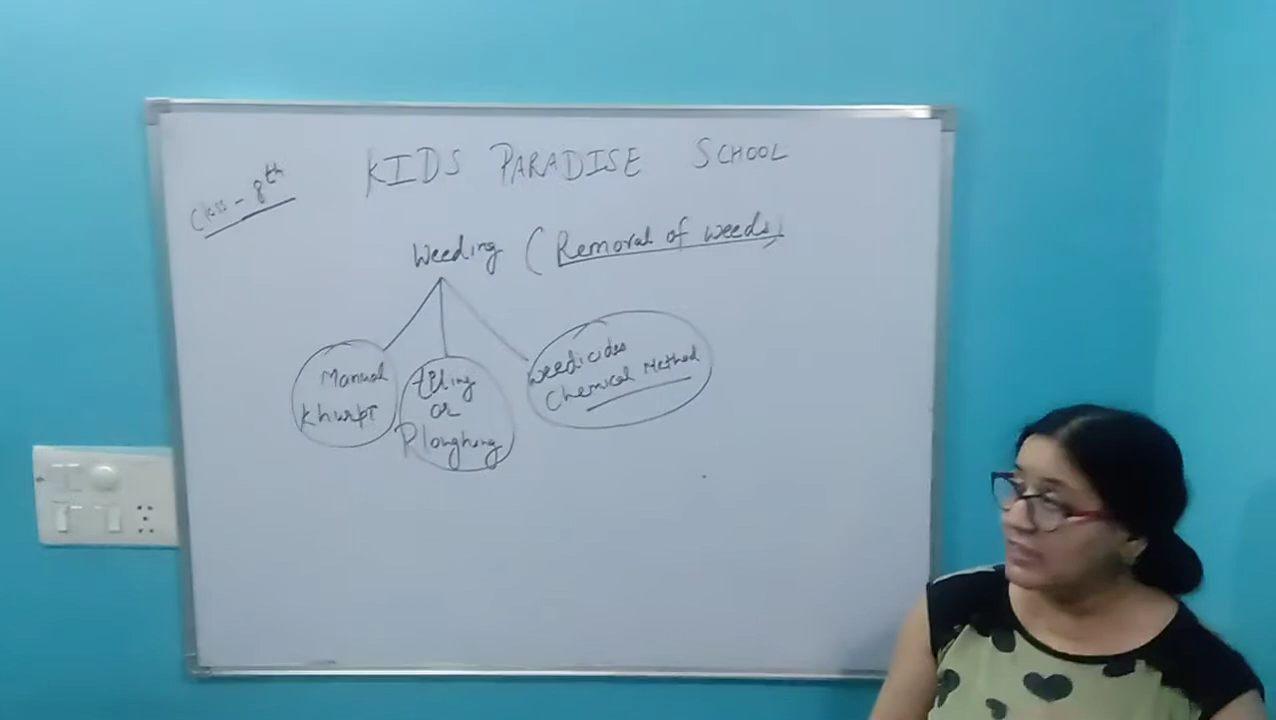 KIDS PARADISE SCHOOL
Class - 8th
Weeding (Removal of weeds)
Manual
Khurpi
tilling
or
Ploughing
Weedicides
Chemical Method